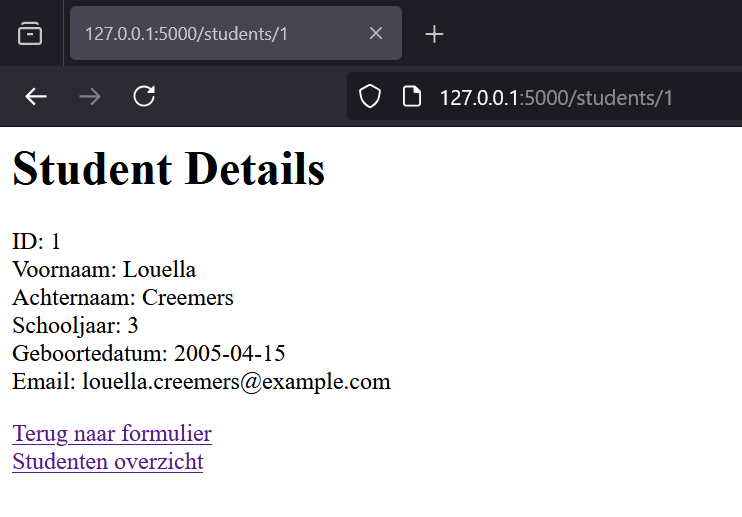 127.0.0.1:5000/students/1
127.0.0.1:5000/students/1
Student Details
ID: 1
Voornaam: Louella
Achternaam: Creemers
Schooljaar: 3
Geboortedatum: 2005-04-15
Email: louella.creemers@example.com
Terug naar formulier
Studenten overzicht